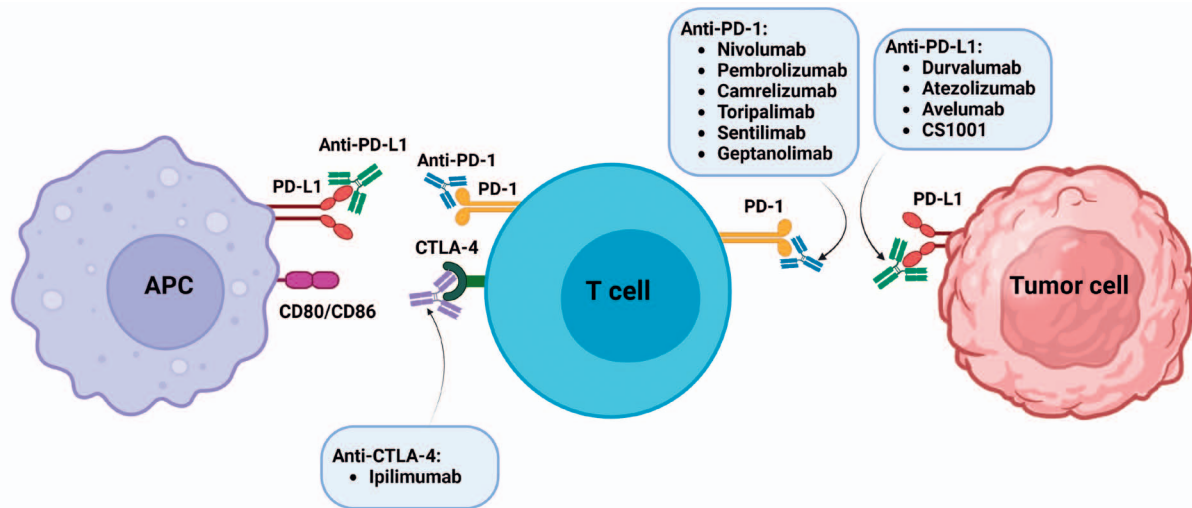 Anti-PD-1:
• Nivolumab
• Pembrolizumab
• Camrelizumab
• Toripalimab
• Sentilimab
• Geptanolimab
Anti-PD-L1:
• Durvalumab
• Atezolizumab
• Avelumab
• CS1001
Anti-PD-L1
PD-L1
Anti-PD-1
PD-1
CTLA-4
CD80/CD86
APC
T cell
PD-1
PD-L1
Tumor cell
Anti-CTLA-4:
• Ipilimumab